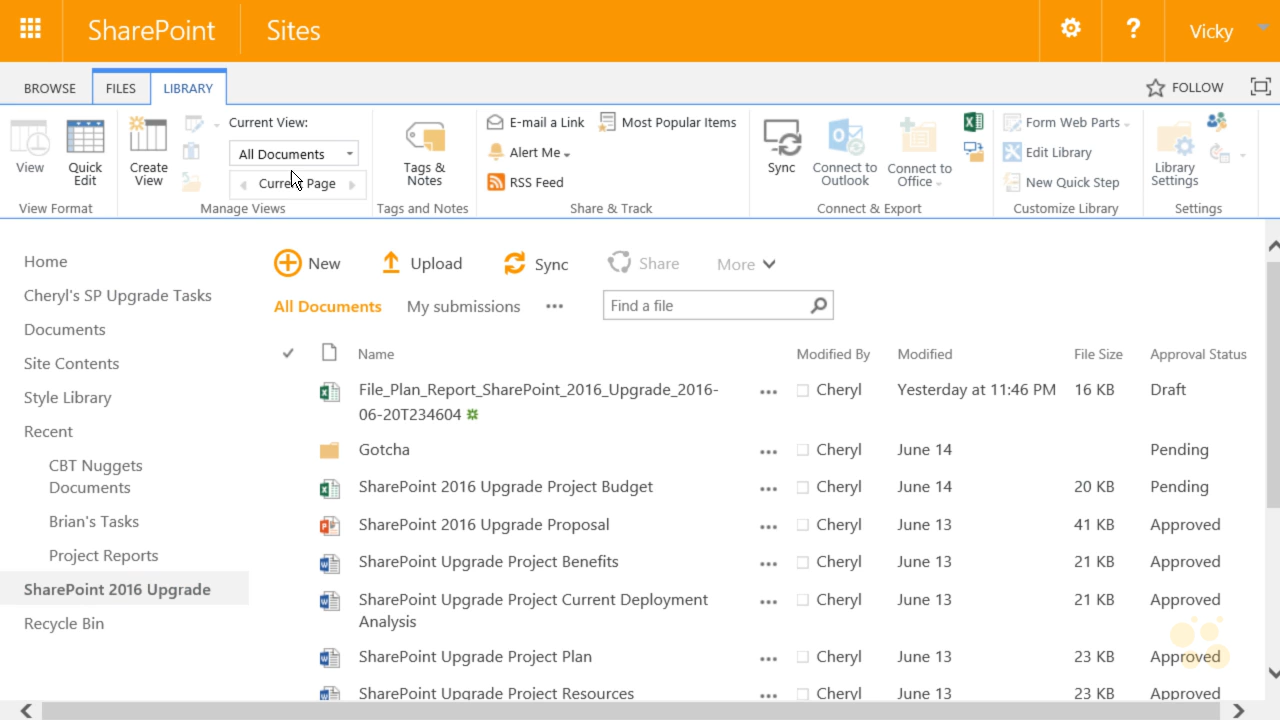 SharePoint Sites ? Vicky
BROWSE FILES LIBRARY FOLLOW
View
Quick
Edit
View Format
Create
View
Current View:
All Documents
Current Page
Manage Views
Tags &
Notes
Tags and Notes
E-mail a Link Most Popular Items
Alert Me
RSS Feed
Share & Track
Sync
Connect to
Outlook
Connect to
Office
Connect & Export
Form Web Parts
Edit Library
New Quick Step
Customize Library
Library
Settings
Settings
Home
Cheryl's SP Upgrade Tasks
Documents
Site Contents
Style Library
Recent
CBT Nuggets
Documents
Brian's Tasks
Project Reports
SharePoint 2016 Upgrade
Recycle Bin
New Upload Sync Share More
All Documents My submissions ... Find a file
Name Modified By Modified File Size Approval Status
File_Plan_Report_SharePoint_2016_Upgrade_2016- ... Cheryl Yesterday at 11:46 PM 16 KB Draft
06-20T234604
Gotcha ... Cheryl June 14 Pending
SharePoint 2016 Upgrade Project Budget ... Cheryl June 14 20 KB Pending
SharePoint 2016 Upgrade Proposal ... Cheryl June 13 41 KB Approved
SharePoint Upgrade Project Benefits ... Cheryl June 13 21 KB Approved
SharePoint Upgrade Project Current Deployment ... Cheryl June 13 21 KB Approved
Analysis
SharePoint Upgrade Project Plan ... Cheryl June 13 23 KB Approved
SharePoint Upgrade Project Resources ... Cheryl June 13 23 KB Approved